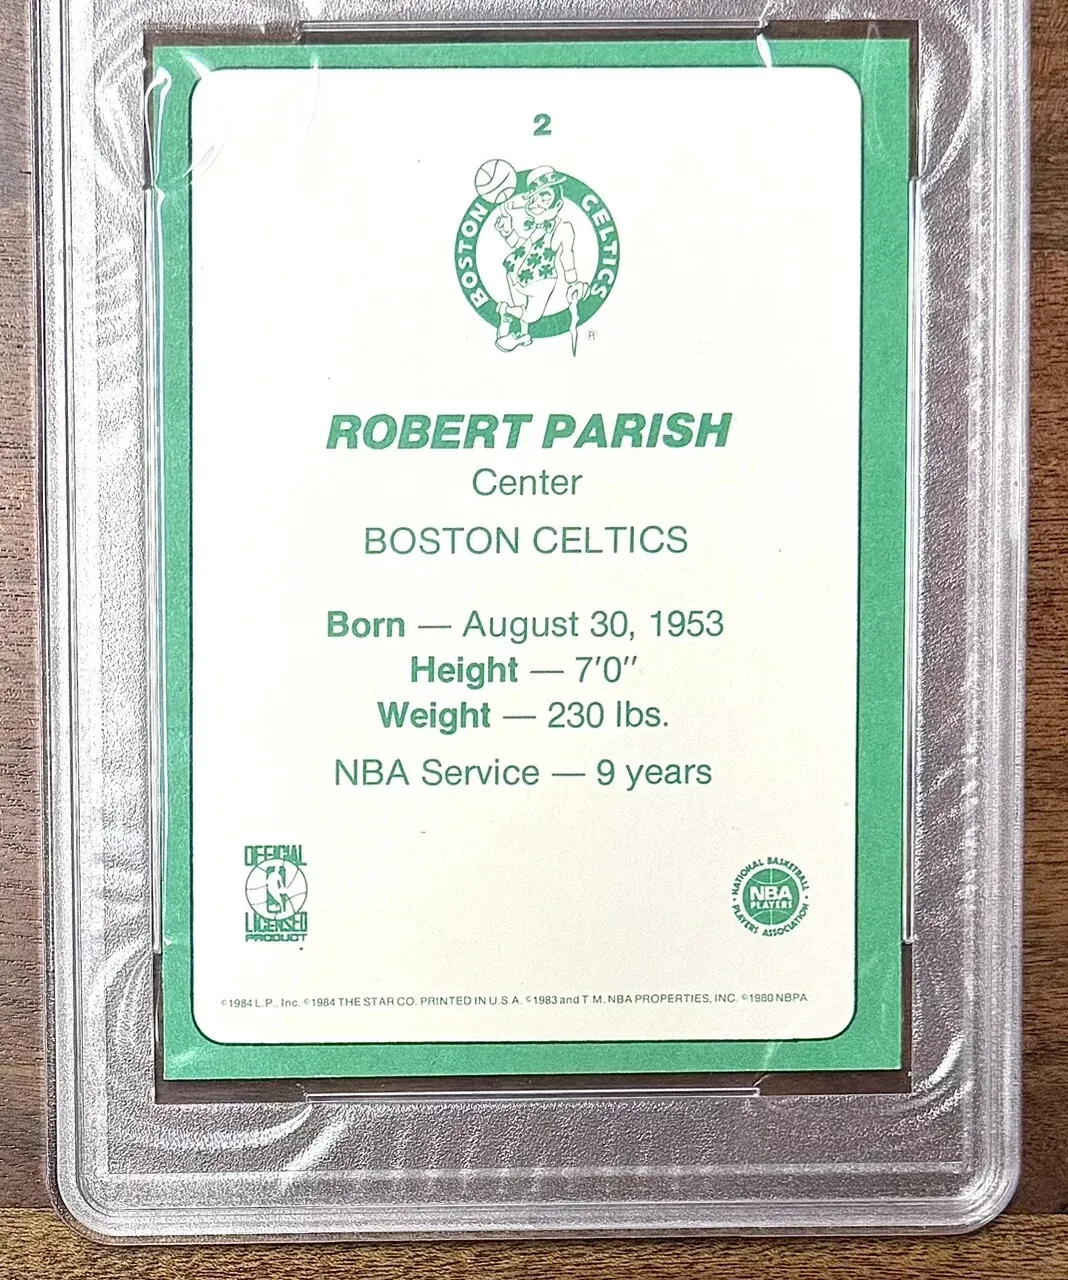 2
BOSTON CELTICS
®
ROBERT PARISH
Center
BOSTON CELTICS
Born — August 30, 1953
Height — 7'0"
Weight — 230 lbs.
NBA Service — 9 years
OFFICIAL
LICENSED
PRODUCT
NATIONAL BASKETBALL
NBA
PLAYERS
PLAYERS ASSOCIATION
©1984 L.P., Inc. ©1984 THE STAR CO. PRINTED IN U.S.A. ©1983 and T.M. NBA PROPERTIES, INC. ©1980 NBPA